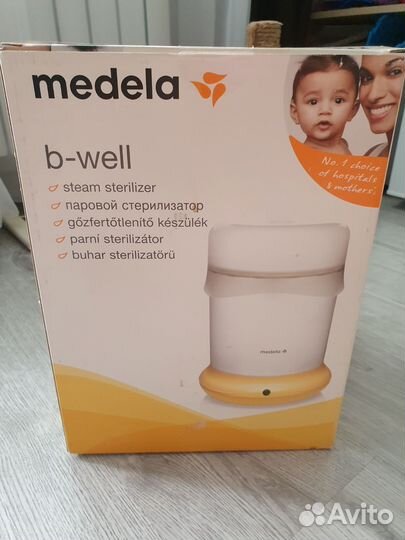 medela
No. 1 choice
of hospitals
& mothers.
b-well
steam sterilizer
паровой стерилизатор
gőzfertőtlenítő készülék
parní sterilizátor
buhar sterilizatörü
medela
Avito